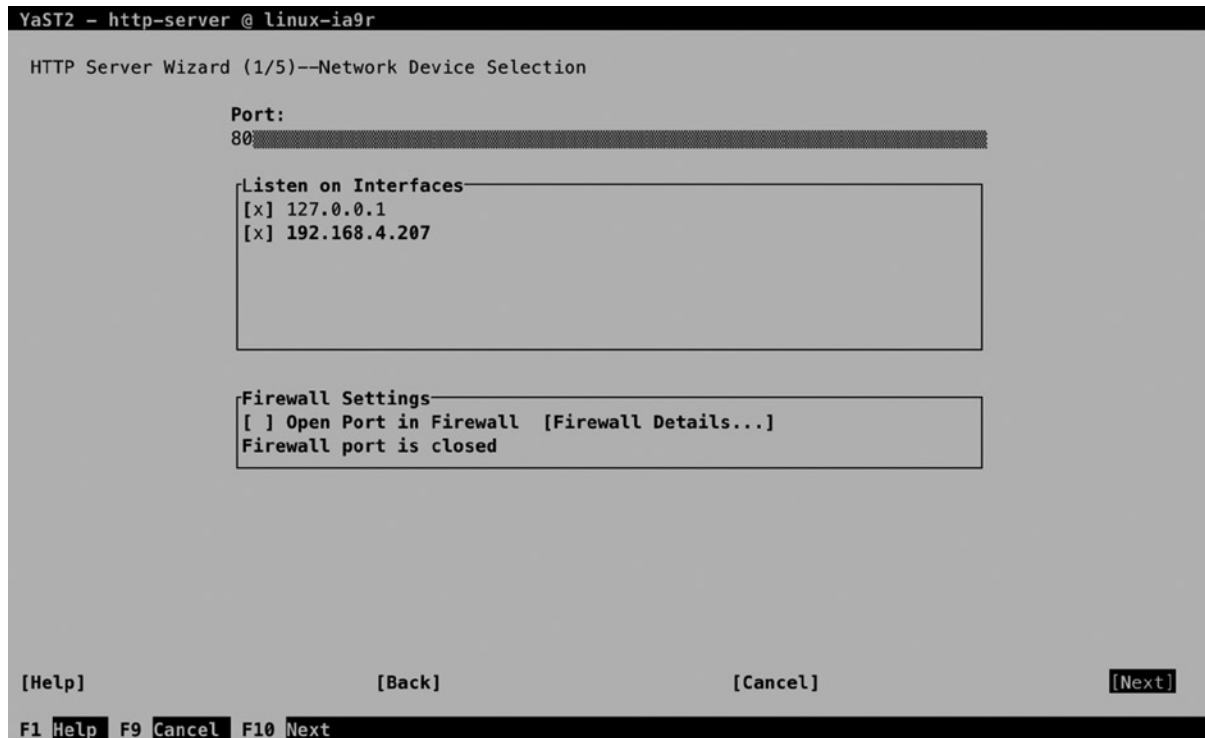 YaST2 - http-server @ linux-ia9r
HTTP Server Wizard (1/5)--Network Device Selection
Port:
80
Listen on Interfaces
[x] 127.0.0.1
[x] 192.168.4.207
Firewall Settings
[ ] Open Port in Firewall [Firewall Details...]
Firewall port is closed
[Help] [Back] [Cancel] [Next]
F1 Help F9 Cancel F10 Next